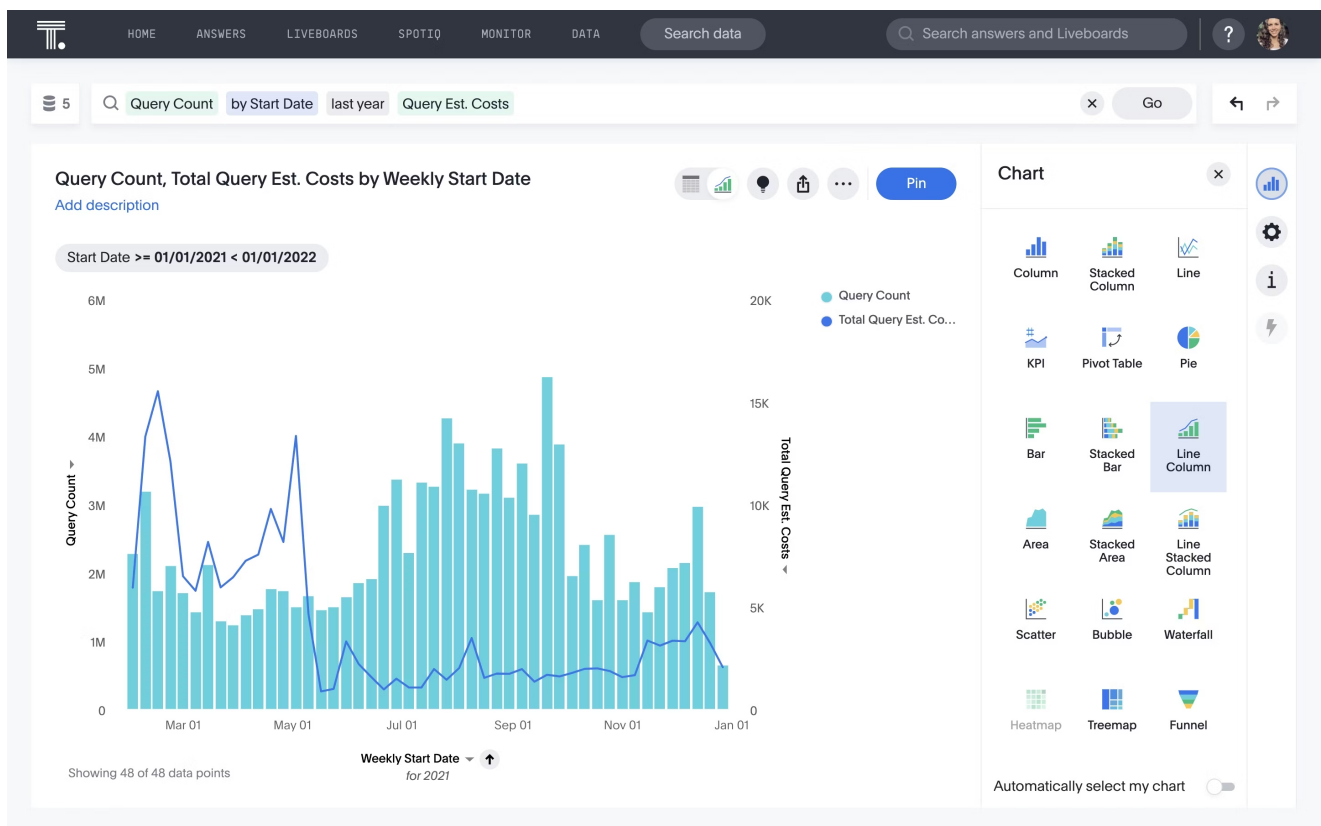 T.
HOME
ANSWERS
LIVEBOARDS
SPOTIQ
MONITOR
DATA
Search data
Search answers and Liveboards
?
5
Query Count
by Start Date
last year
Query Est. Costs
Go
Query Count, Total Query Est. Costs by Weekly Start Date
Add description
Pin
Start Date >= 01/01/2021 < 01/01/2022
6M
5M
4M
3M
2M
1M
0
Query Count
20K
15K
10K
5K
0
Total Query Est. Costs
Query Count
Total Query Est. Co...
Mar 01
May 01
Jul 01
Sep 01
Nov 01
Jan 01
Weekly Start Date
for 2021
Showing 48 of 48 data points
Chart
Column
Stacked
Column
Line
#
KPI
Pivot Table
Pie
Bar
Stacked
Bar
Line
Column
Area
Stacked
Area
Line
Stacked
Column
Scatter
Bubble
Waterfall
Heatmap
Treemap
Funnel
Automatically select my chart
i